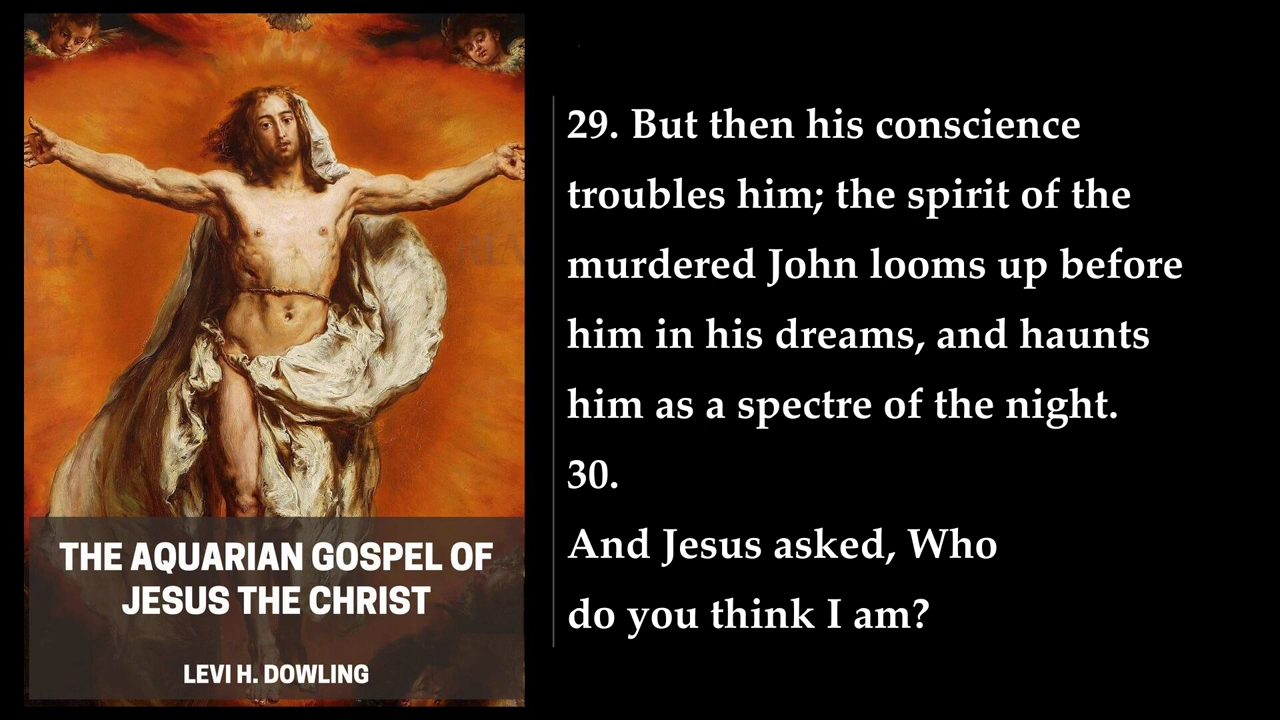 THE AQUARIAN GOSPEL OF
JESUS THE CHRIST
LEVI H. DOWLING
29. But then his conscience
troubles him; the spirit of the
murdered John looms up before
him in his dreams, and haunts
him as a spectre of the night.
30.
And Jesus asked, Who
do you think I am?